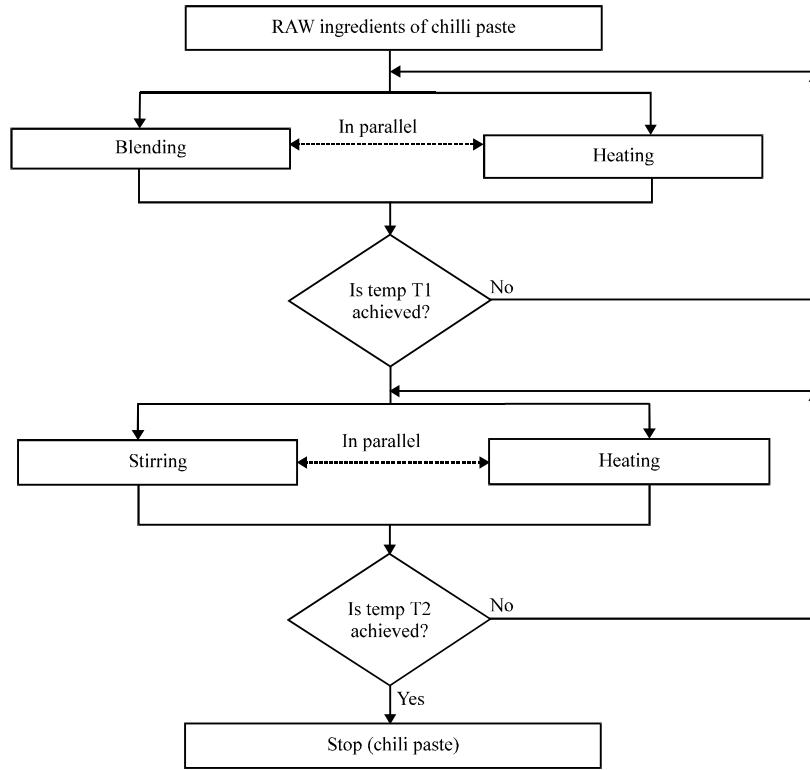 RAW ingredients of chilli paste
In parallel
Blending
Heating
Is temp T1
achieved?
No
In parallel
Stirring
Heating
Is temp T2
achieved?
No
Yes
Stop (chili paste)